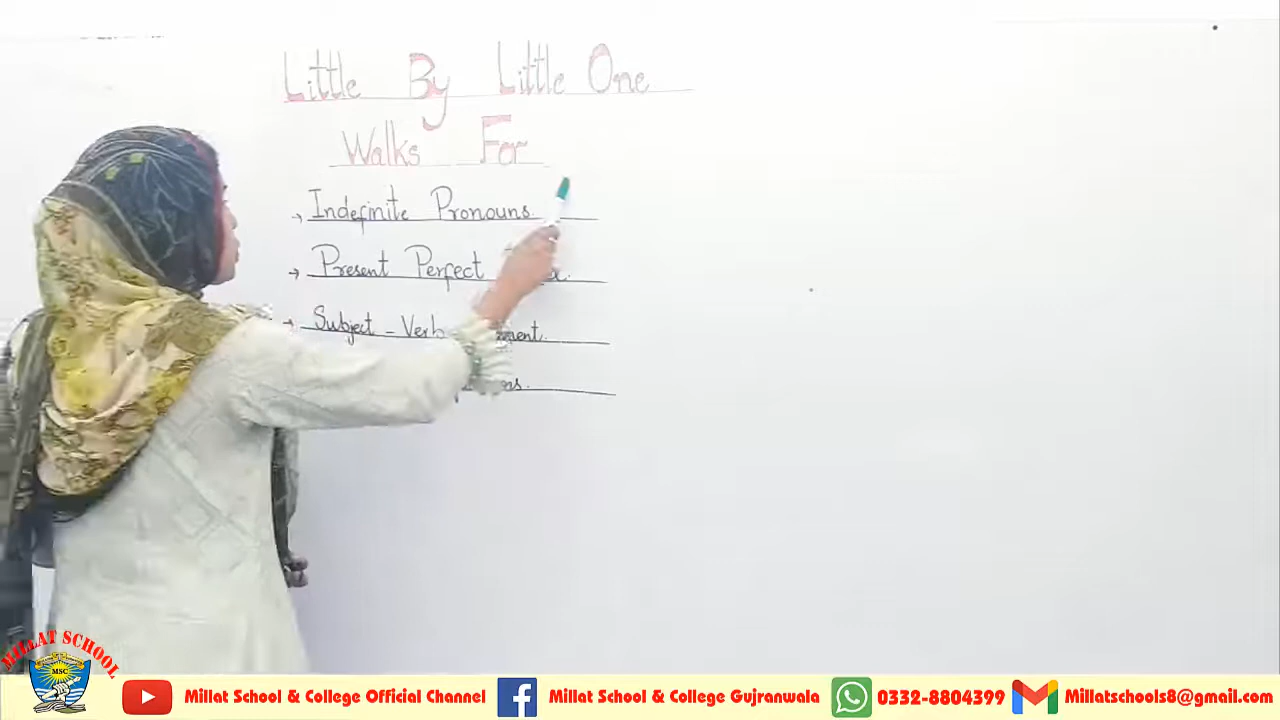 Little By Little One
Walks For
→ Indefinite Pronouns.
→ Present Perfect
→ Subject - Verb
MILLAT SCHOOL
MSC
Millat School & College Official Channel
Millat School & College Gujranwala
0332-8804399
Millatschools8@gmail.com